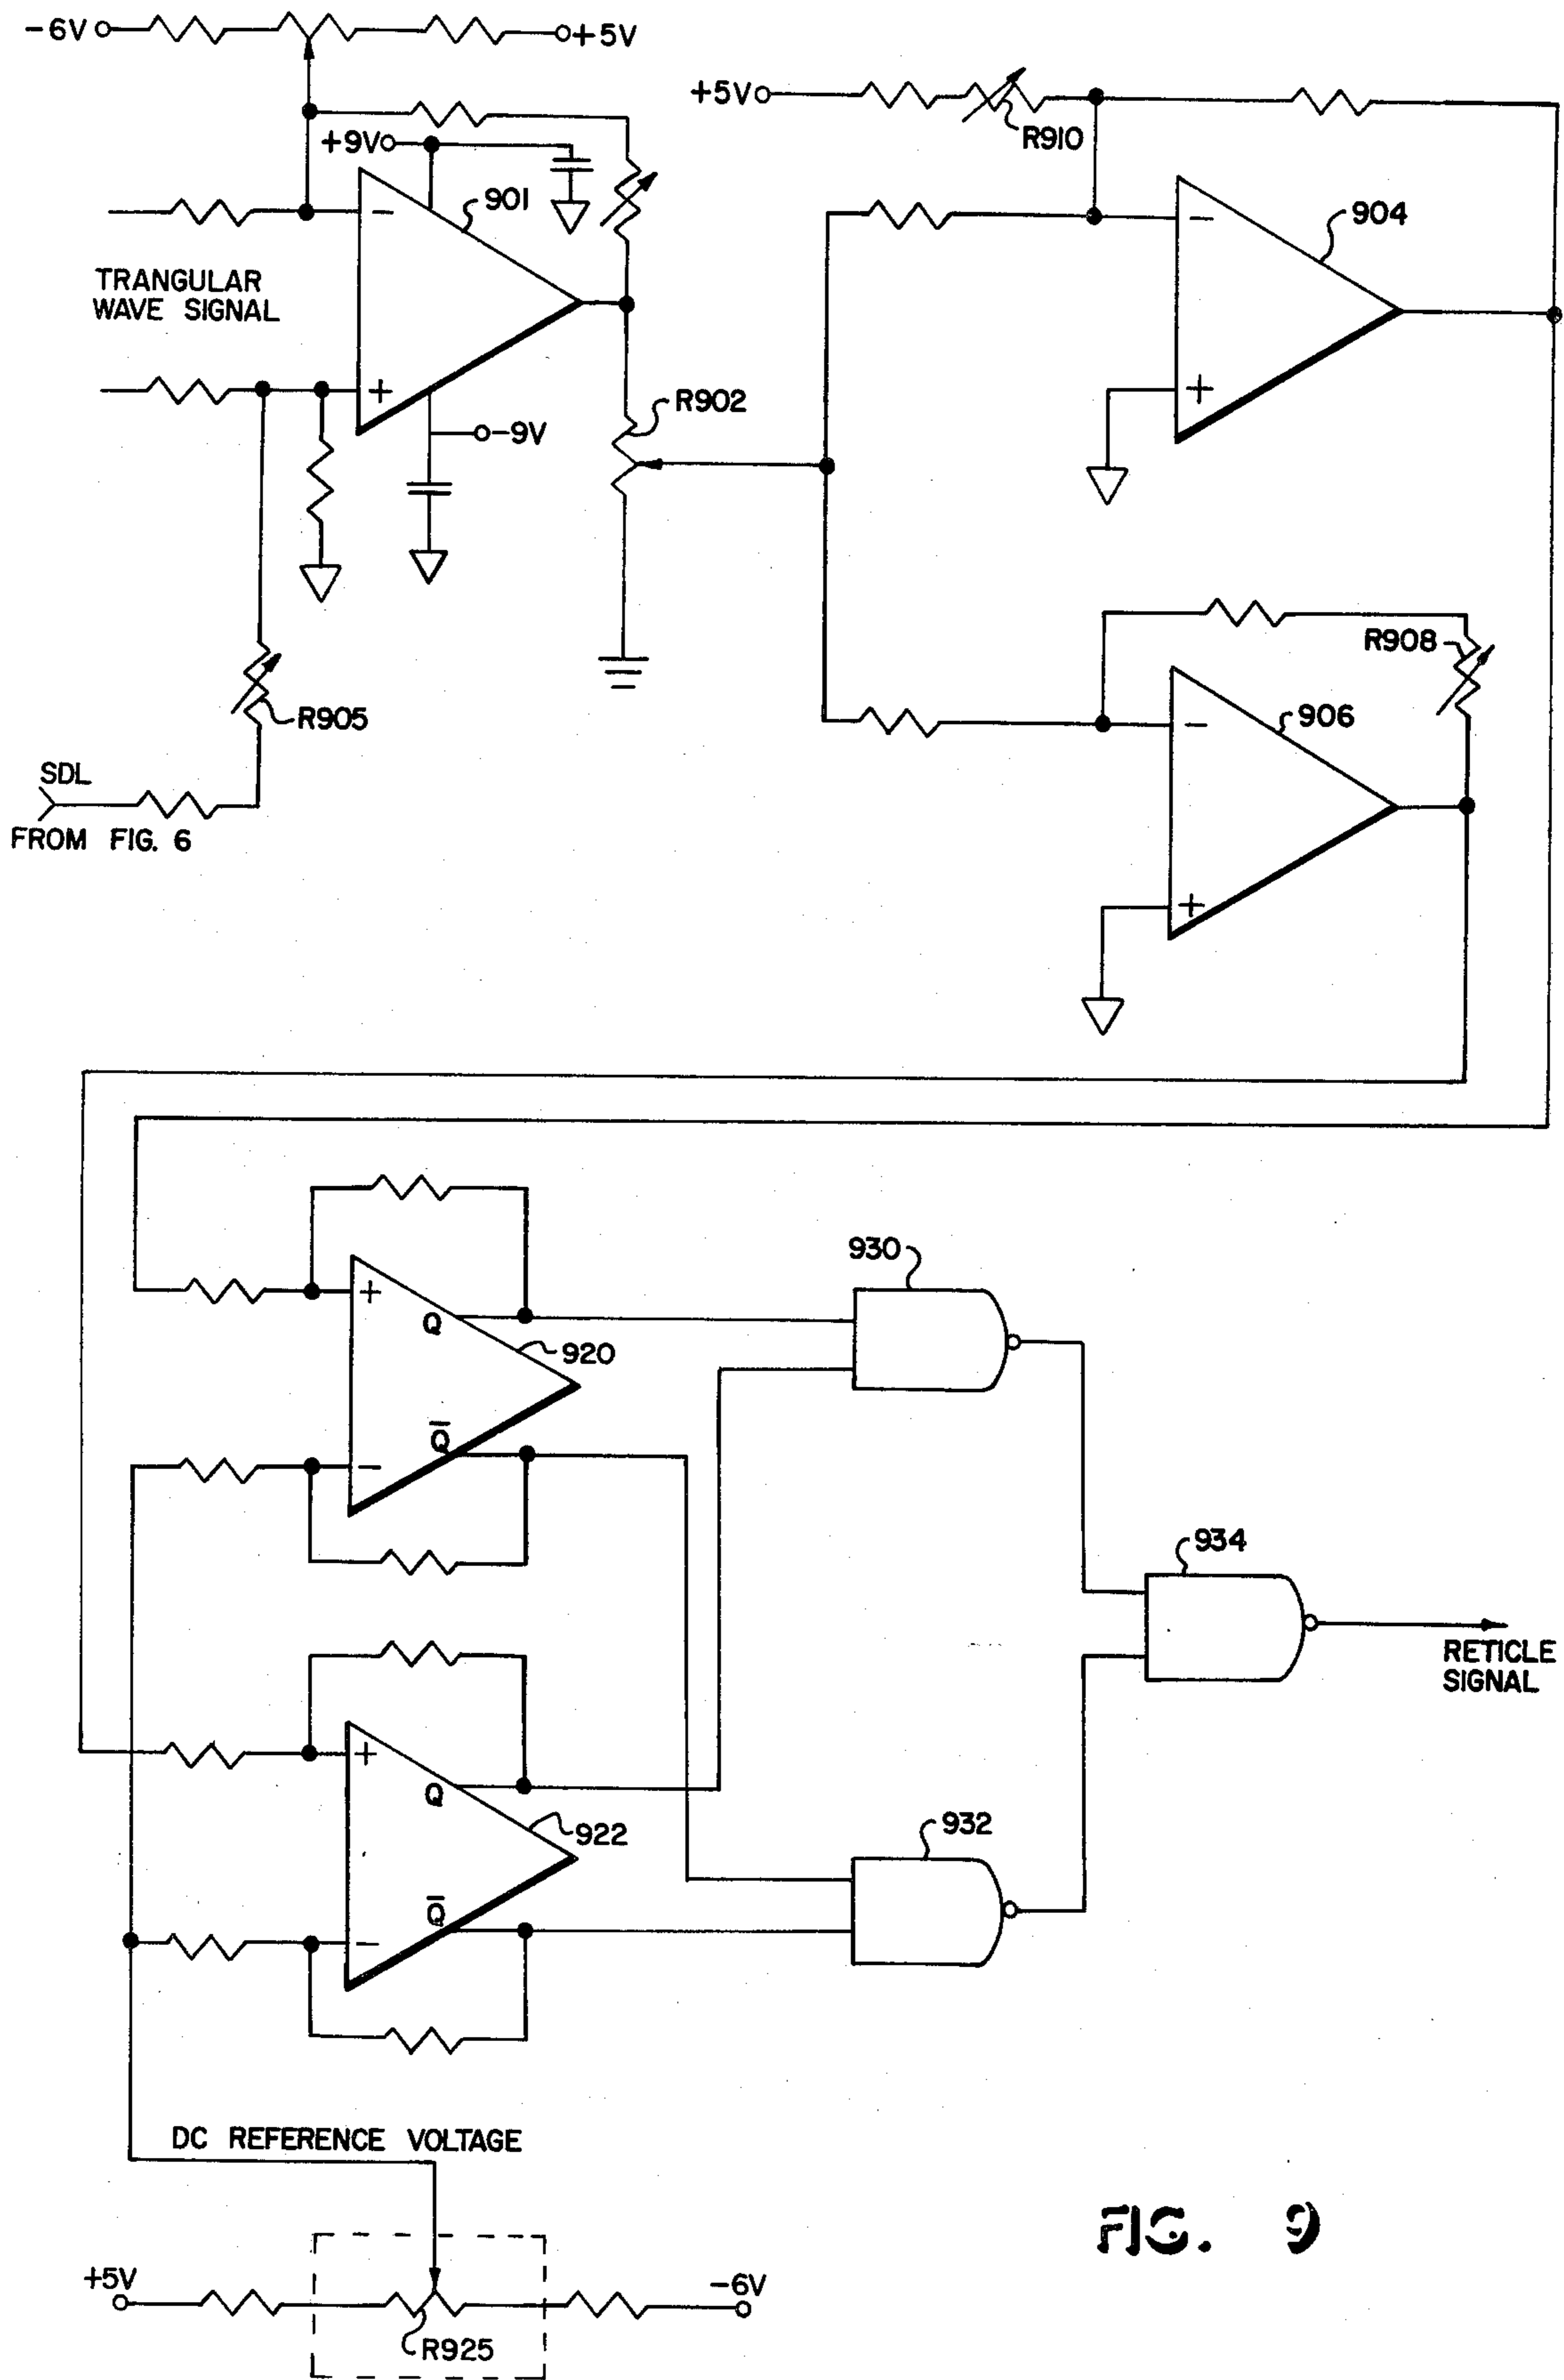 -6V
+5V
+5V
R910
+9V
901
-
904
-
TRANGULAR
WAVE SIGNAL
+
R902
+
-9V
R908
R905
906
-
SDL
FROM FIG. 6
+
930
+
Q
920
Q̅
-
934
RETICLE
SIGNAL
+
Q
922
932
Q̅
-
DC REFERENCE VOLTAGE
FIG. 9
+5V
-6V
R925